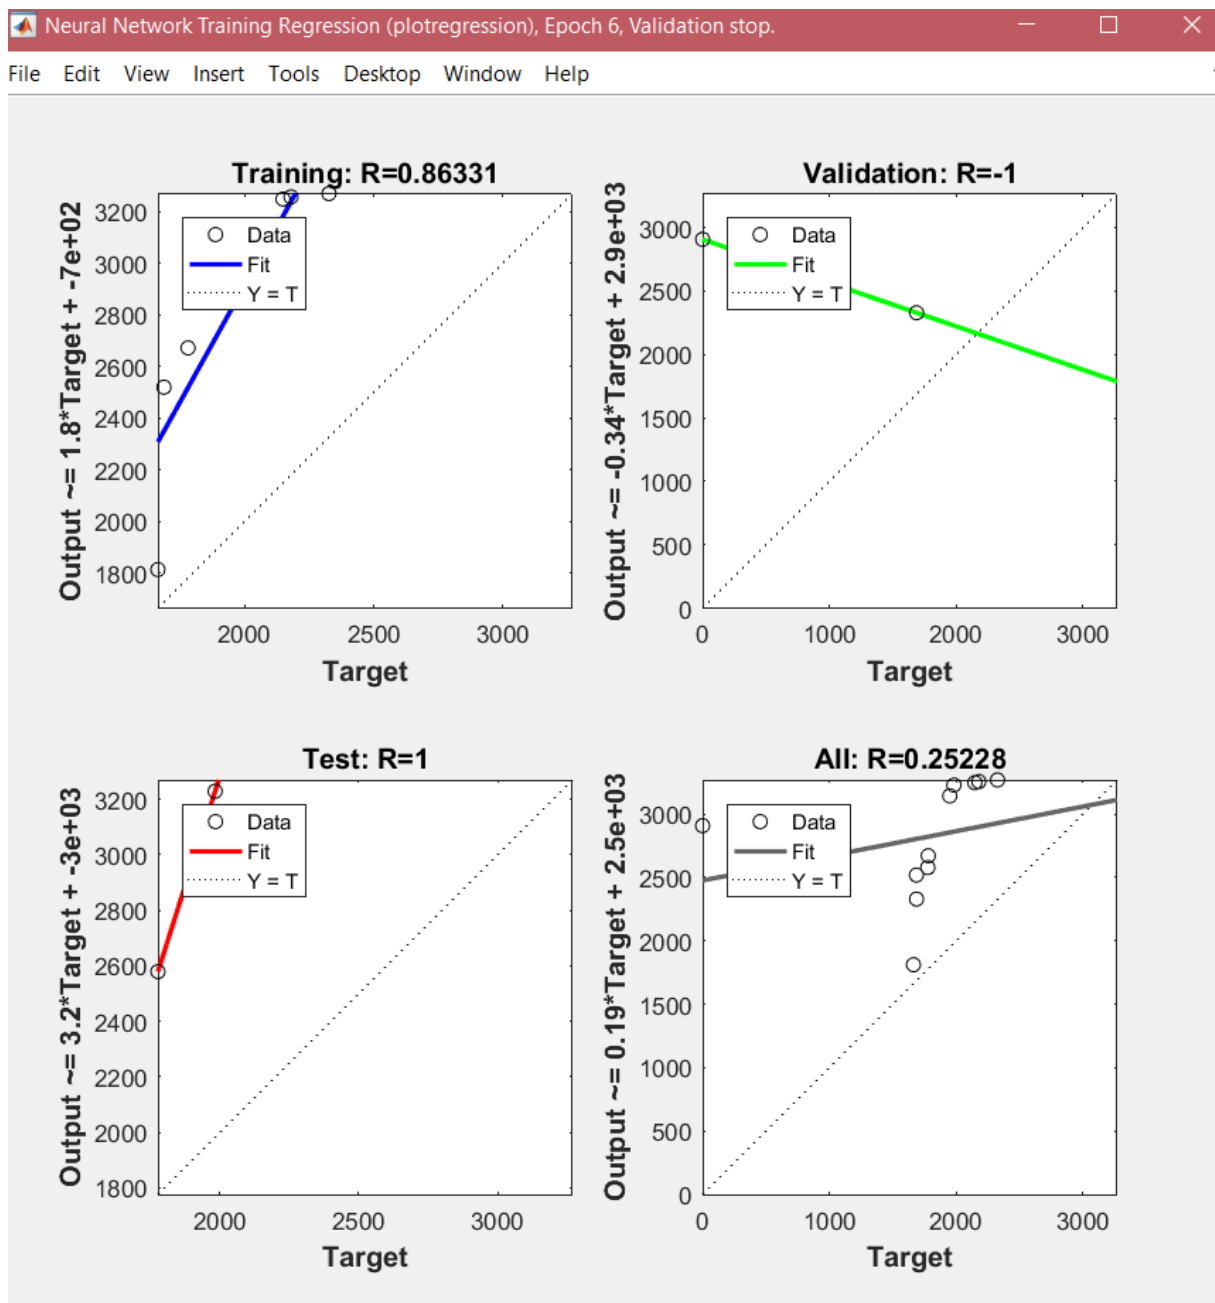 Neural Network Training Regression (plotregression), Epoch 6, Validation stop.
File Edit View Insert Tools Desktop Window Help
Training: R=0.86331
Output ~= 1.8*Target + -7e+02
3200
3000
2800
2600
2400
2200
2000
1800
Data
Fit
Y = T
2000 2500 3000
Target
Validation: R=-1
Output ~= -0.34*Target + 2.9e+03
3000
2500
2000
1500
1000
500
0
Data
Fit
Y = T
0 1000 2000 3000
Target
Test: R=1
Output ~= 3.2*Target + -3e+03
3200
3000
2800
2600
2400
2200
2000
1800
Data
Fit
Y = T
2000 2500 3000
Target
All: R=0.25228
Output ~= 0.19*Target + 2.5e+03
3000
2500
2000
1500
1000
500
0
Data
Fit
Y = T
0 1000 2000 3000
Target